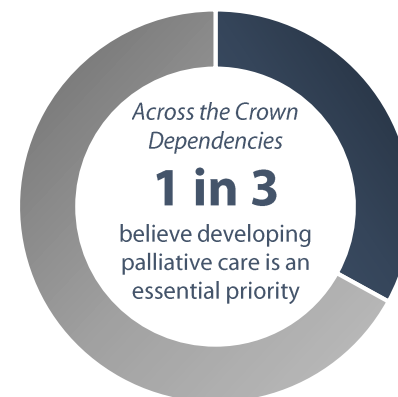 Across the Crown
Dependencies
1 in 3
believe developing
palliative care is an
essential priority